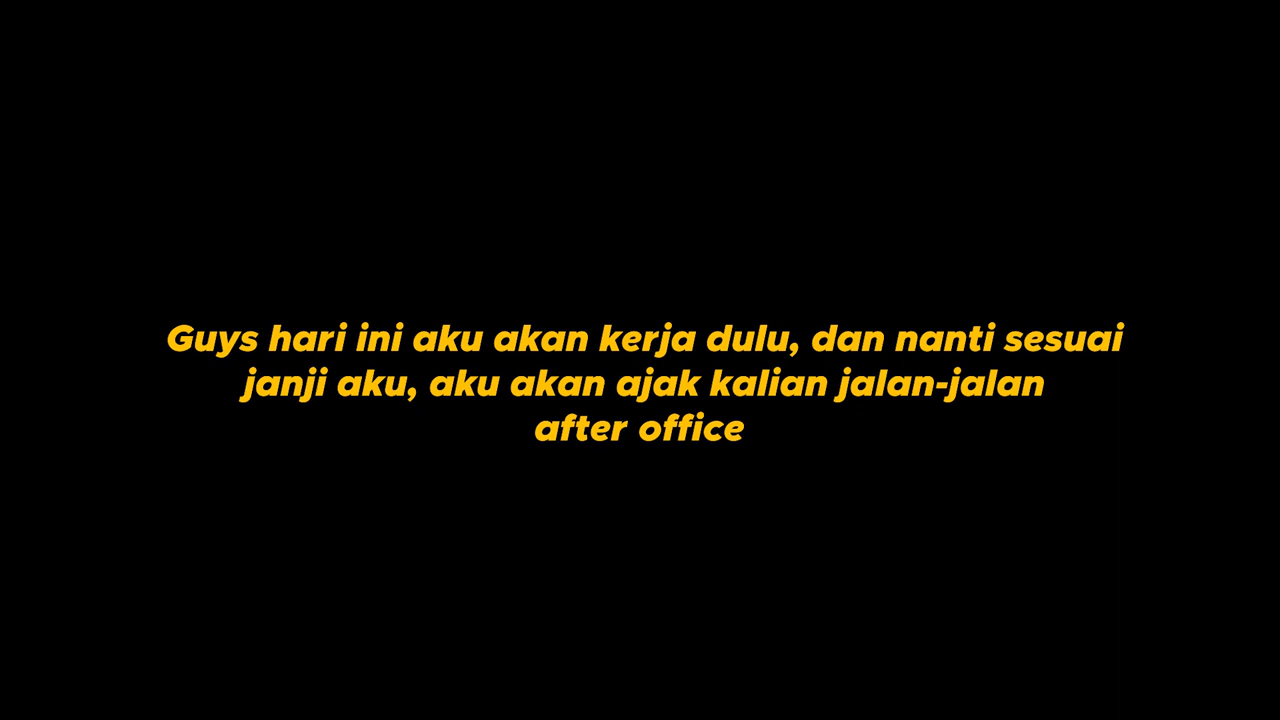 Guys hari ini aku akan kerja dulu, dan nanti sesuai
janji aku, aku akan ajak kalian jalan-jalan
after office